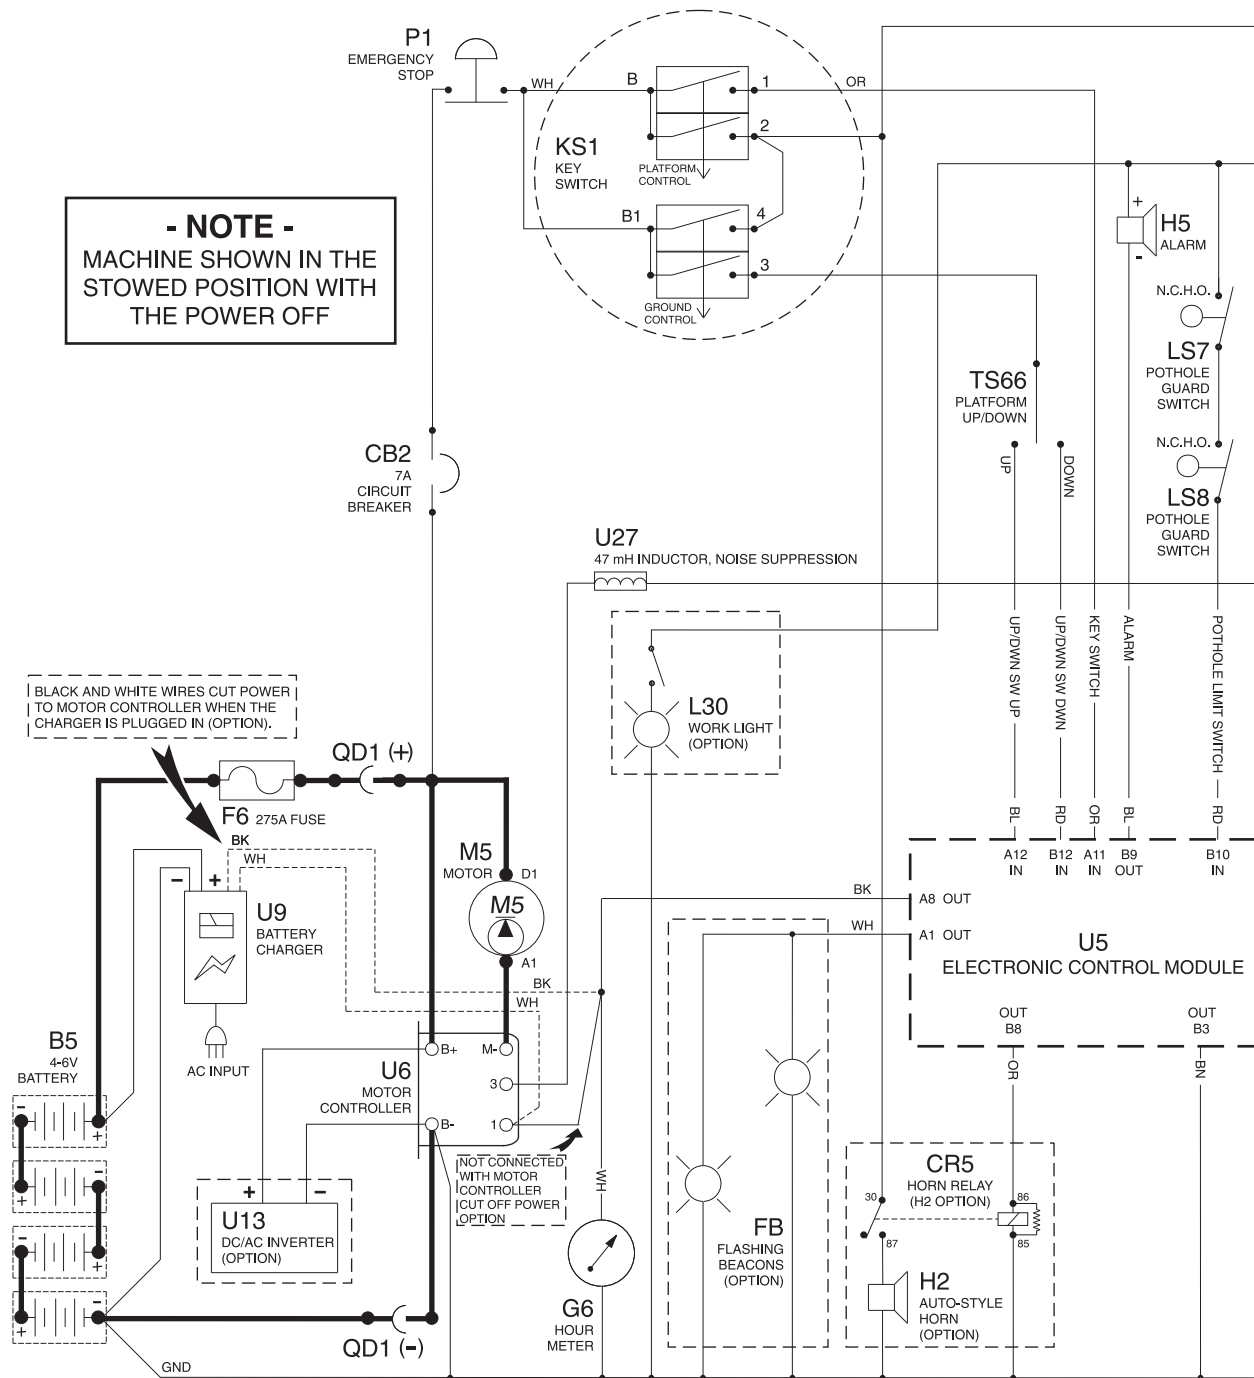 P1
EMERGENCY
STOP
WH
B
1
OR
2
KS1
KEY
SWITCH
PLATFORM
CONTROL
B1
4
3
GROUND
CONTROL
- NOTE -
MACHINE SHOWN IN THE
STOWED POSITION WITH
THE POWER OFF
+
H5
ALARM
-
N.C.H.O.
LS7
POTHOLE
GUARD
SWITCH
TS66
PLATFORM
UP/DOWN
UP
DOWN
N.C.H.O.
LS8
POTHOLE
GUARD
SWITCH
CB2
7A
CIRCUIT
BREAKER
U27
47 mH INDUCTOR, NOISE SUPPRESSION
UP/DWN SW UP
UP/DWN SW DWN
KEY SWITCH
ALARM
POTHOLE LIMIT SWITCH
BL
RD
OR
BL
RD
L30
WORK LIGHT
(OPTION)
BLACK AND WHITE WIRES CUT POWER
TO MOTOR CONTROLLER WHEN THE
CHARGER IS PLUGGED IN (OPTION).
QD1 (+)
F6 275A FUSE
BK
WH
- +
U9
BATTERY
CHARGER
AC INPUT
M5
MOTOR
D1
M5
A1
BK
WH
A12
IN
B12
IN
A11
IN
B9
OUT
B10
IN
BK
A8 OUT
WH
A1 OUT
U5
ELECTRONIC CONTROL MODULE
OUT
B8
OUT
B3
OR
BN
B5
4-6V
BATTERY
- +
+ -
- +
+ -
U6
MOTOR
CONTROLLER
B+
M-
3
B-
1
NOT CONNECTED
WITH MOTOR
CONTROLLER
CUT OFF POWER
OPTION
+ -
U13
DC/AC INVERTER
(OPTION)
WH
G6
HOUR
METER
FB
FLASHING
BEACONS
(OPTION)
CR5
HORN RELAY
(H2 OPTION)
30
87
86
85
H2
AUTO-STYLE
HORN
(OPTION)
QD1 (-)
GND